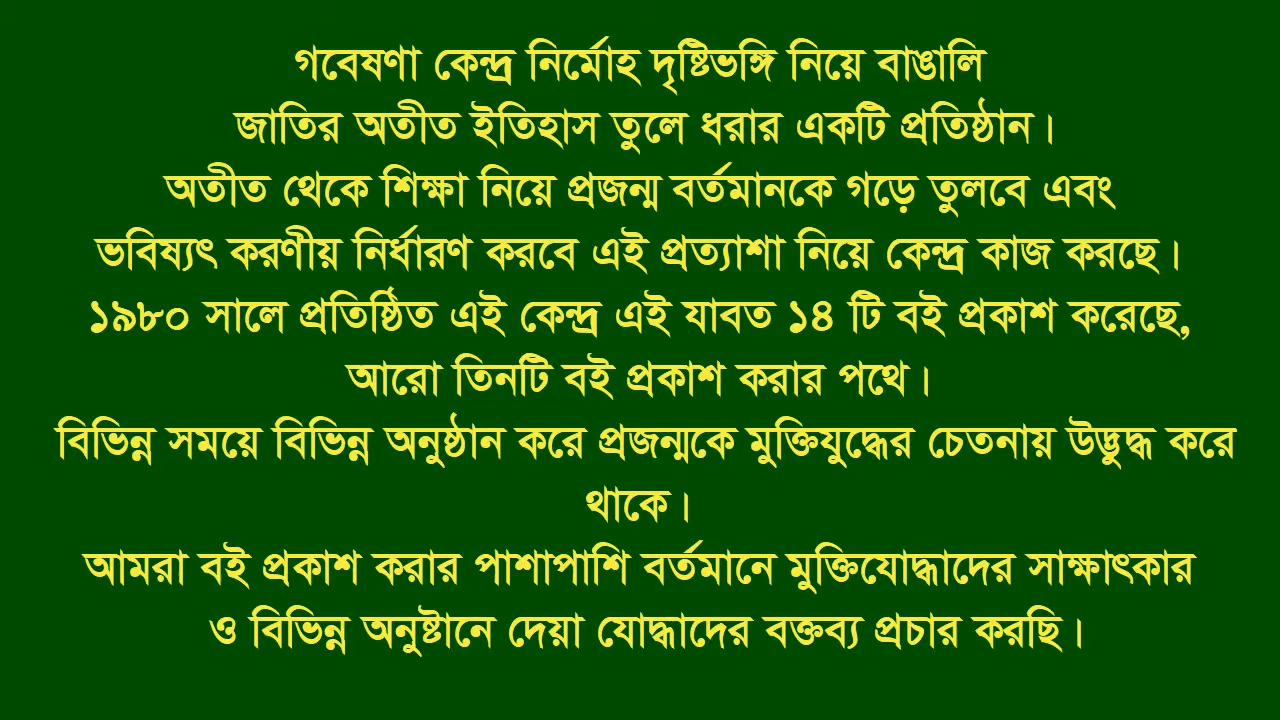 গবেষণা কেন্দ্র নির্মোহ দৃষ্টিভঙ্গি নিয়ে বাঙালি
জাতির অতীত ইতিহাস তুলে ধরার একটি প্রতিষ্ঠান।
অতীত থেকে শিক্ষা নিয়ে প্রজন্ম বর্তমানকে গড়ে তুলবে এবং
ভবিষ্যৎ করণীয় নির্ধারণ করবে এই প্রত্যাশা নিয়ে কেন্দ্র কাজ করছে।
১৯৮০ সালে প্রতিষ্ঠিত এই কেন্দ্র এই যাবত ১৪ টি বই প্রকাশ করেছে,
আরো তিনটি বই প্রকাশ করার পথে।
বিভিন্ন সময়ে বিভিন্ন অনুষ্ঠান করে প্রজন্মকে মুক্তিযুদ্ধের চেতনায় উদ্ভুদ্ধ করে
থাকে।
আমরা বই প্রকাশ করার পাশাপাশি বর্তমানে মুক্তিযোদ্ধাদের সাক্ষাৎকার
ও বিভিন্ন অনুষ্টানে দেয়া যোদ্ধাদের বক্তব্য প্রচার করছি।